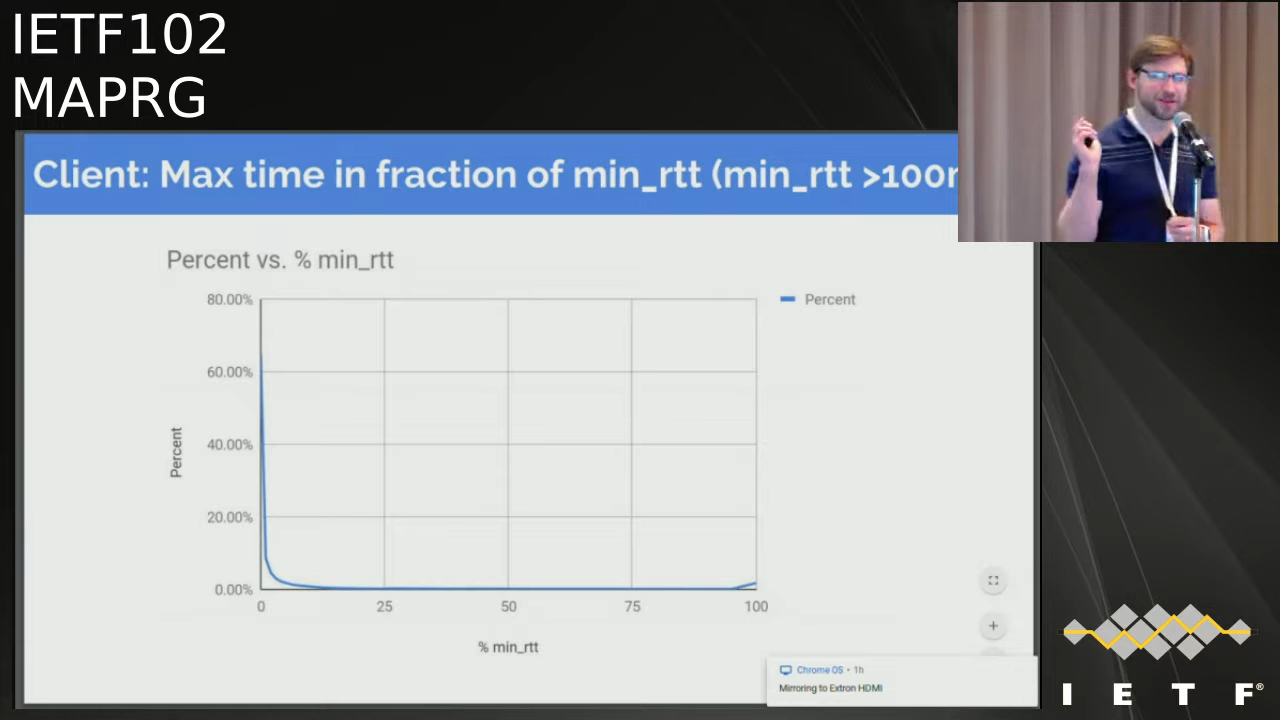 IETF102
MAPRG
Client: Max time in fraction of min_rtt (min_rtt >100
Percent vs. % min_rtt
Percent
80.00%
60.00%
40.00%
20.00%
0.00%
Percent
0 25 50 75 100
% min_rtt
Chrome OS • 1h
Mirroring to Extron HDMI
I E T F®